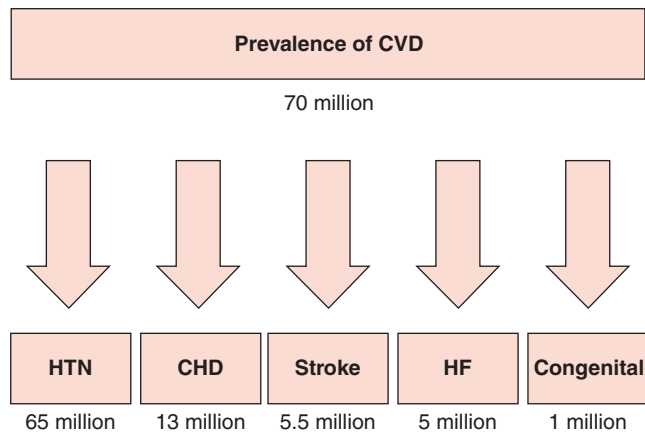 Prevalence of CVD
70 million
HTN CHD Stroke HF Congenital
65 million 13 million 5.5 million 5 million 1 million